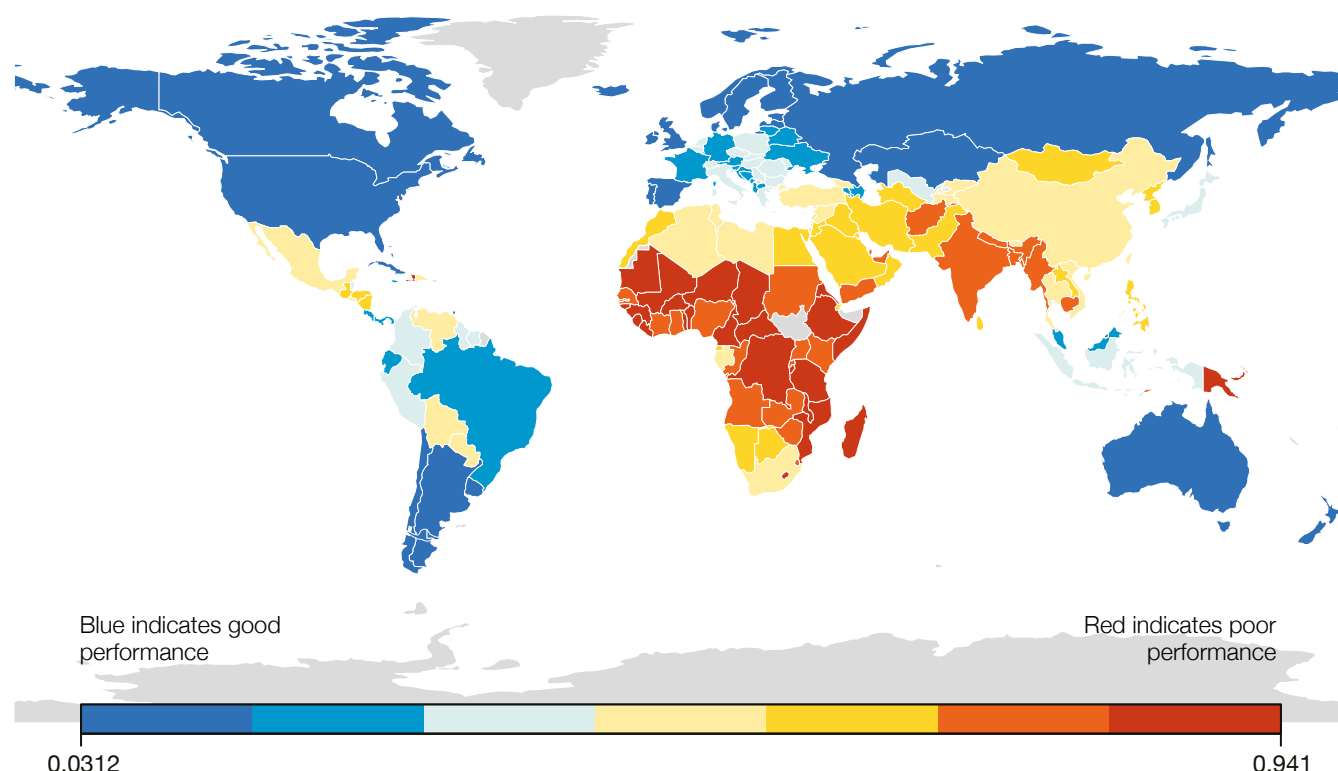 Blue indicates good
performance
Red indicates poor
performance
0.0312
0.941